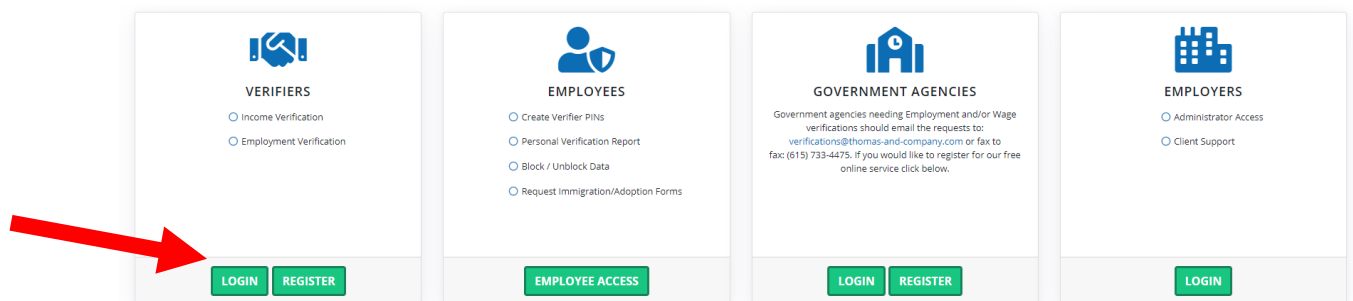 VERIFIERS
Income Verification
Employment Verification
LOGIN
REGISTER
EMPLOYEES
Create Verifier PINs
Personal Verification Report
Block / Unblock Data
Request Immigration/Adoption Forms
EMPLOYEE ACCESS
GOVERNMENT AGENCIES
Government agencies needing Employment and/or Wage
verifications should email the requests to:
verifications@thomas-and-company.com or fax to
fax: (615) 733-4475. If you would like to register for our free
online service click below.
LOGIN
REGISTER
EMPLOYERS
Administrator Access
Client Support
LOGIN